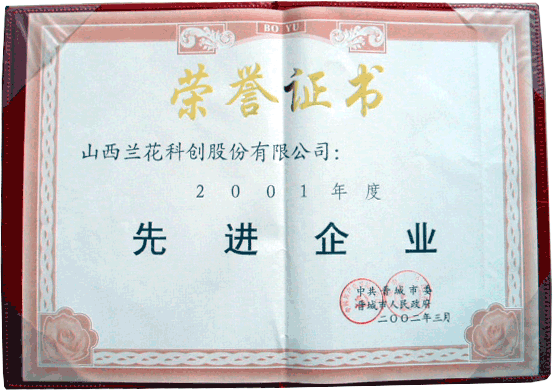 BO YU
荣誉证书
山西兰花科创股份有限公司：
2001年度
先进企业
中共晋城市委
晋城市人民政府
二〇〇二年三月